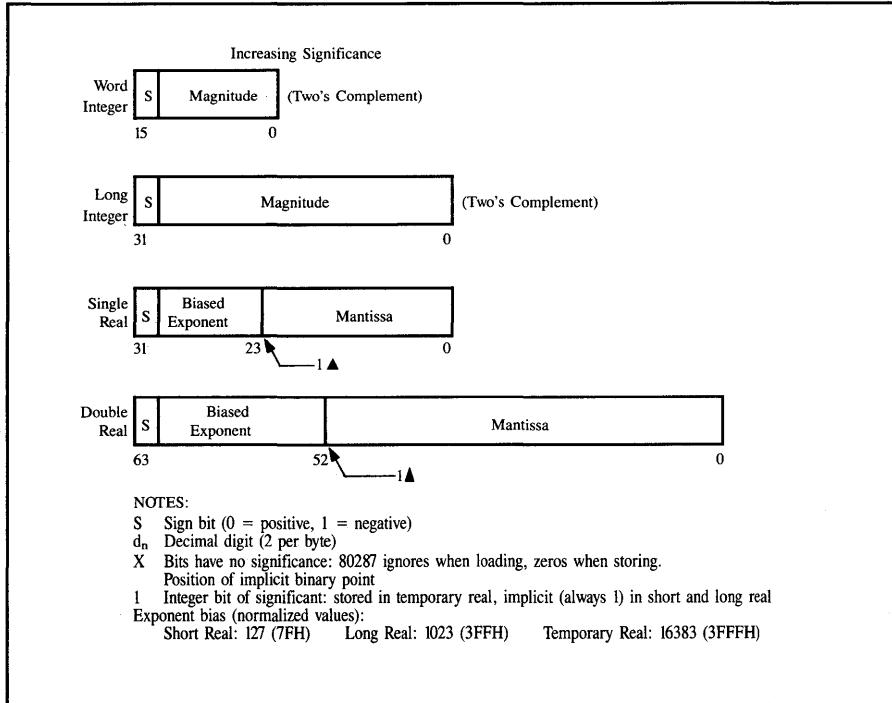 Increasing Significance
Word
Integer
S
Magnitude
(Two's Complement)
15
0
Long
Integer
S
Magnitude
(Two's Complement)
31
0
Single
Real
S
Biased
Exponent
Mantissa
31
23
0
1▲
Double
Real
S
Biased
Exponent
Mantissa
63
52
0
1▲
NOTES:
S Sign bit (0 = positive, 1 = negative)
dₙ Decimal digit (2 per byte)
X Bits have no significance: 80287 ignores when loading, zeros when storing.
Position of implicit binary point
1 Integer bit of significant: stored in temporary real, implicit (always 1) in short and long real
Exponent bias (normalized values):
Short Real: 127 (7FH) Long Real: 1023 (3FFH) Temporary Real: 16383 (3FFFH)